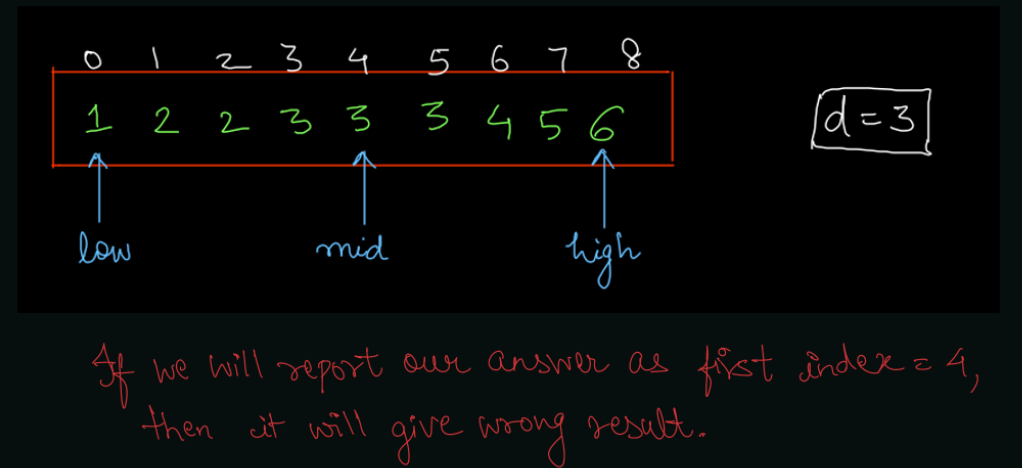 0 1 2 3 4 5 6 7 8
1 2 2 3 3 3 4 5 6
d = 3
low mid high
If we will report our answer as first index = 4,
then it will give wrong result.